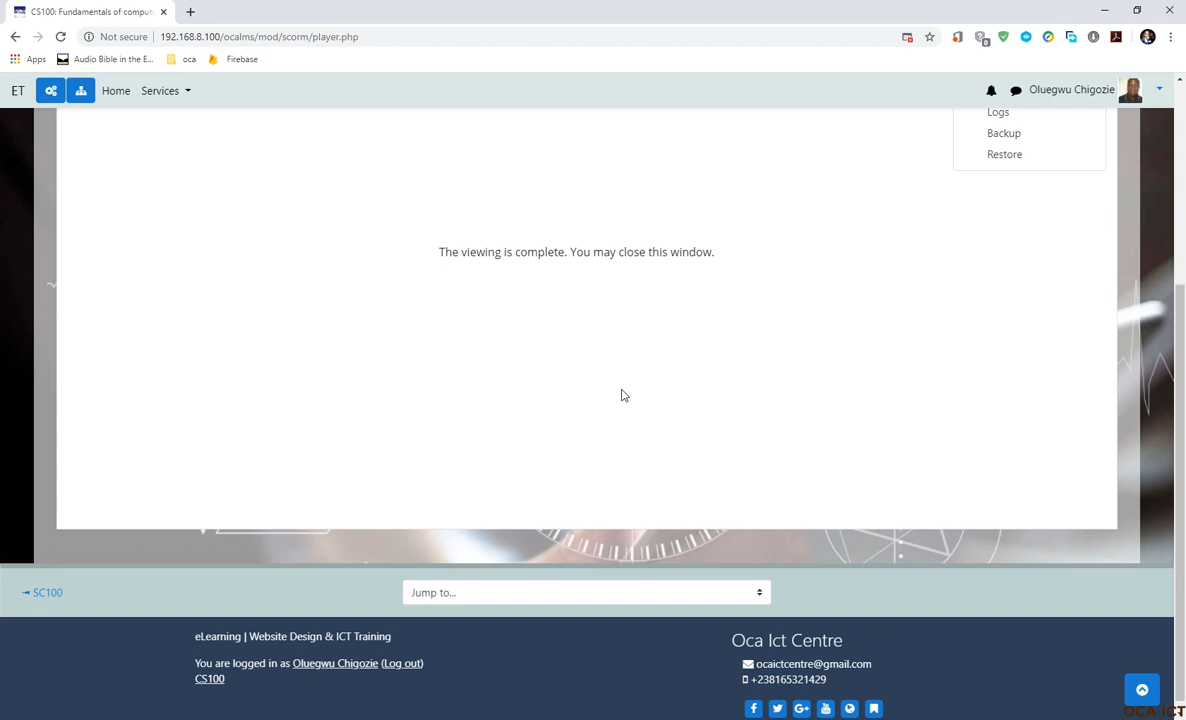 CS100: Fundamentals of comput
Not secure 192.168.8.100/ocalms/mod/scorm/player.php
Apps Audio Bible in the E... oca Firebase
ET Home Services Oluegwu Chigozie
Logs
Backup
Restore
The viewing is complete. You may close this window.
◄ SC100 Jump to...
eLearning | Website Design & ICT Training
Oca Ict Centre
You are logged in as Oluegwu Chigozie (Log out)
ocaictcentre@gmail.com
CS100
+238165321429
OCA ICT